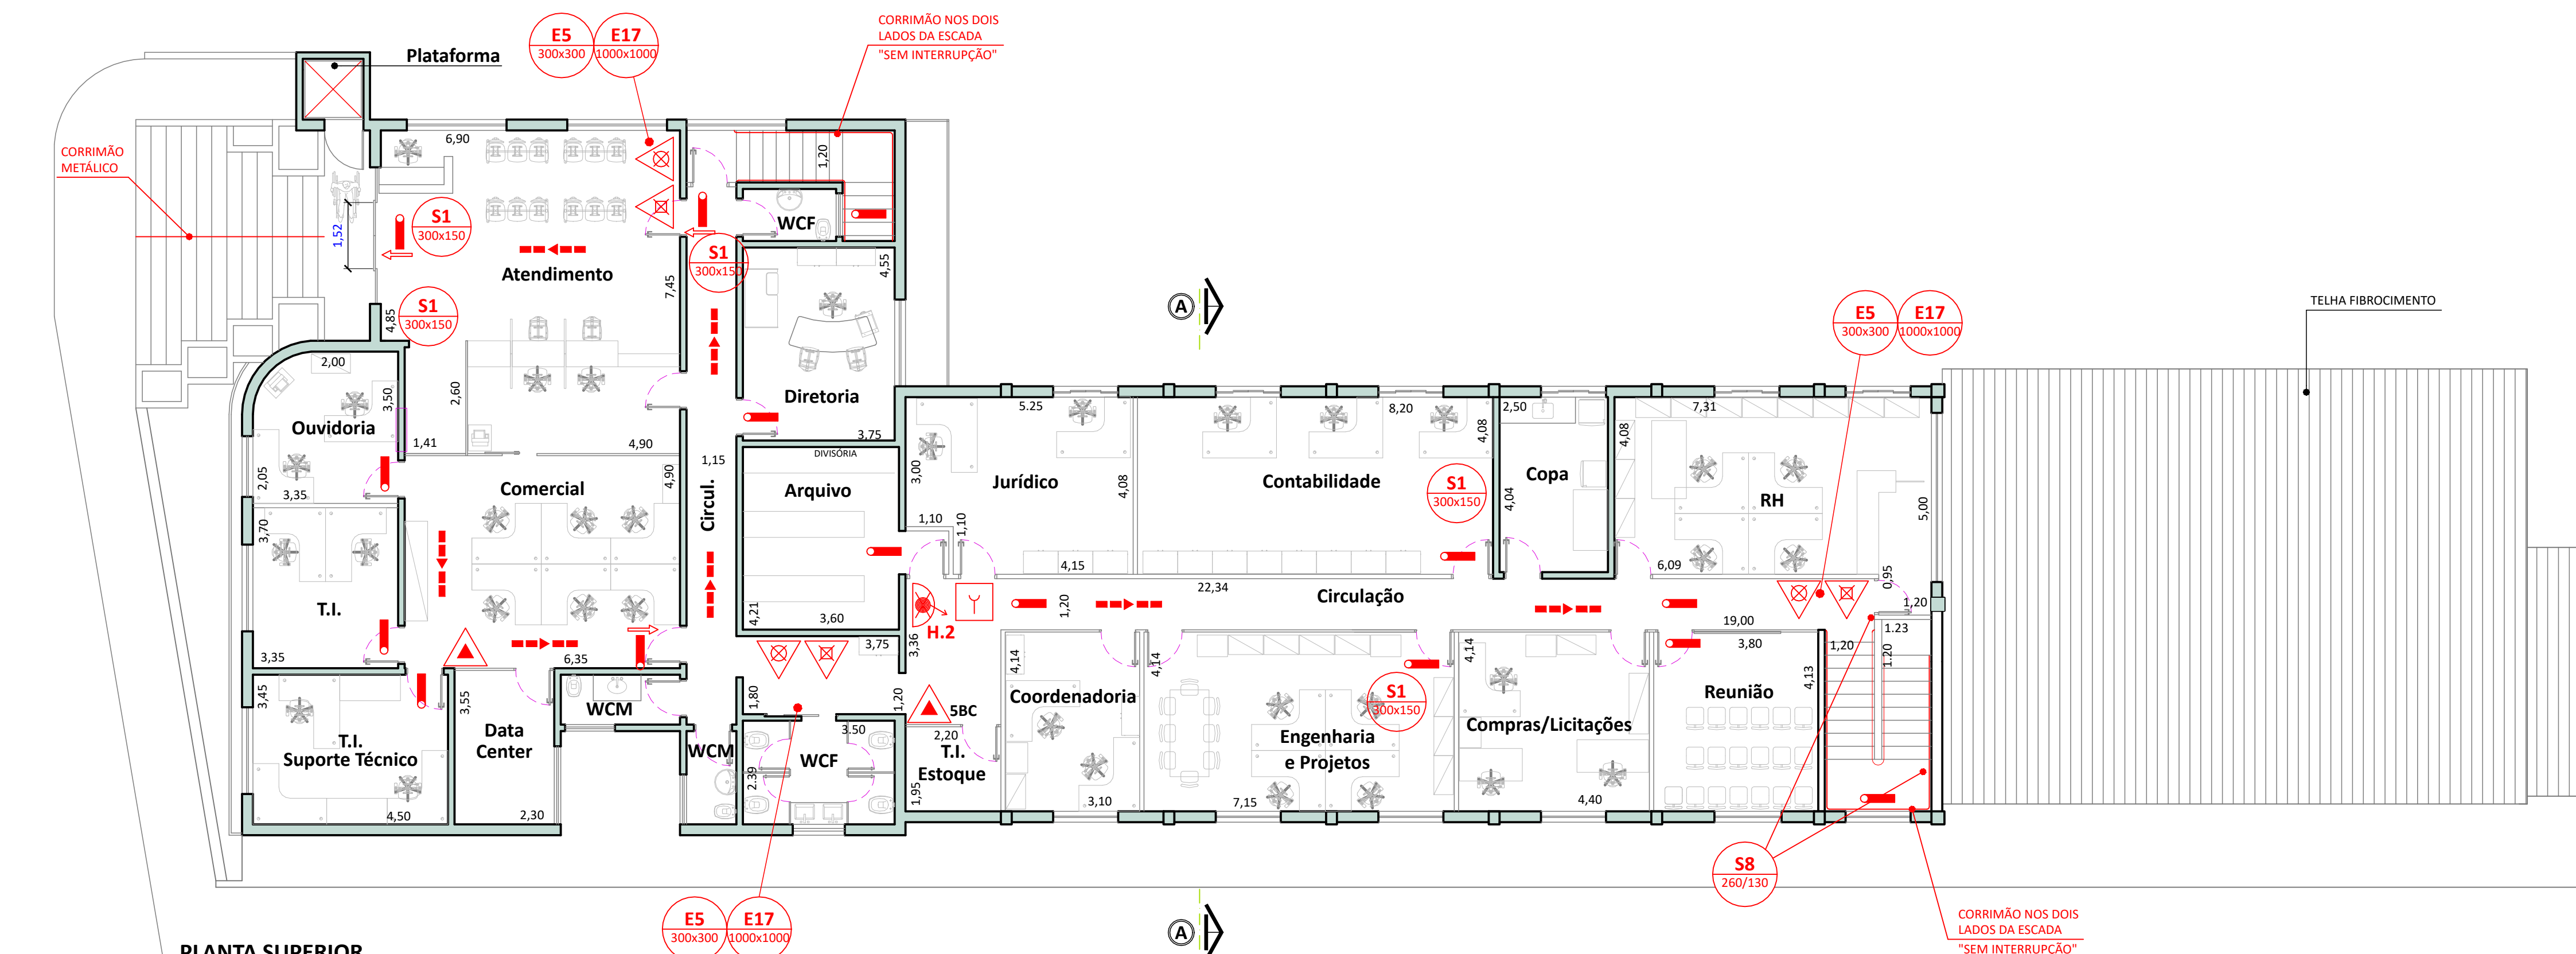 CORRIMÃO NOS DOIS
LADOS DA ESCADA
"SEM INTERRUPÇÃO"
E5
300x300
E17
1000x1000
Plataforma
CORRIMÃO
METÁLICO
6,90
1,20
1,52
S1
300x150
WCF
S1
300x150
Atendimento
4,55
7,45
S1
300x150
4,85
A
E5
300x300
E17
1000x1000
TELHA FIBROCIMENTO
2,00
3,50
2,60
Ouvidoria
1,41
4,90
Diretoria
3,75
DIVISÓRIA
5.25
8,20
4,08
2,50
4,08
7,31
2,05
3,35
Comercial
4,90
1,15
Circul.
Arquivo
3,00
Jurídico
4,08
Contabilidade
S1
300x150
Copa
4,04
RH
5,00
3,70
T.I.
3,35
1,10
1,10
4,15
6,09
0,95
1,20
4,21
3,60
H.2
1,20
22,34
Circulação
19,00
1.23
6,35
3,75
3,36
4,14
4,14
4,14
3,80
1,20
1.20
3,45
T.I.
Suporte Técnico
4,50
3,55
Data
Center
2,30
WCM
1,80
1,20
5BC
Coordenadoria
S1
300x150
Compras/Licitações
Reunião
4,13
WCM
3.50
WCF
2.39
2,20
T.I.
Estoque
1,95
3,10
Engenharia
e Projetos
7,15
4,40
S8
260/130
E5
300x300
E17
1000x1000
A
CORRIMÃO NOS DOIS
LADOS DA ESCADA
"SEM INTERRUPÇÃO"
PLANTA SUPERIOR